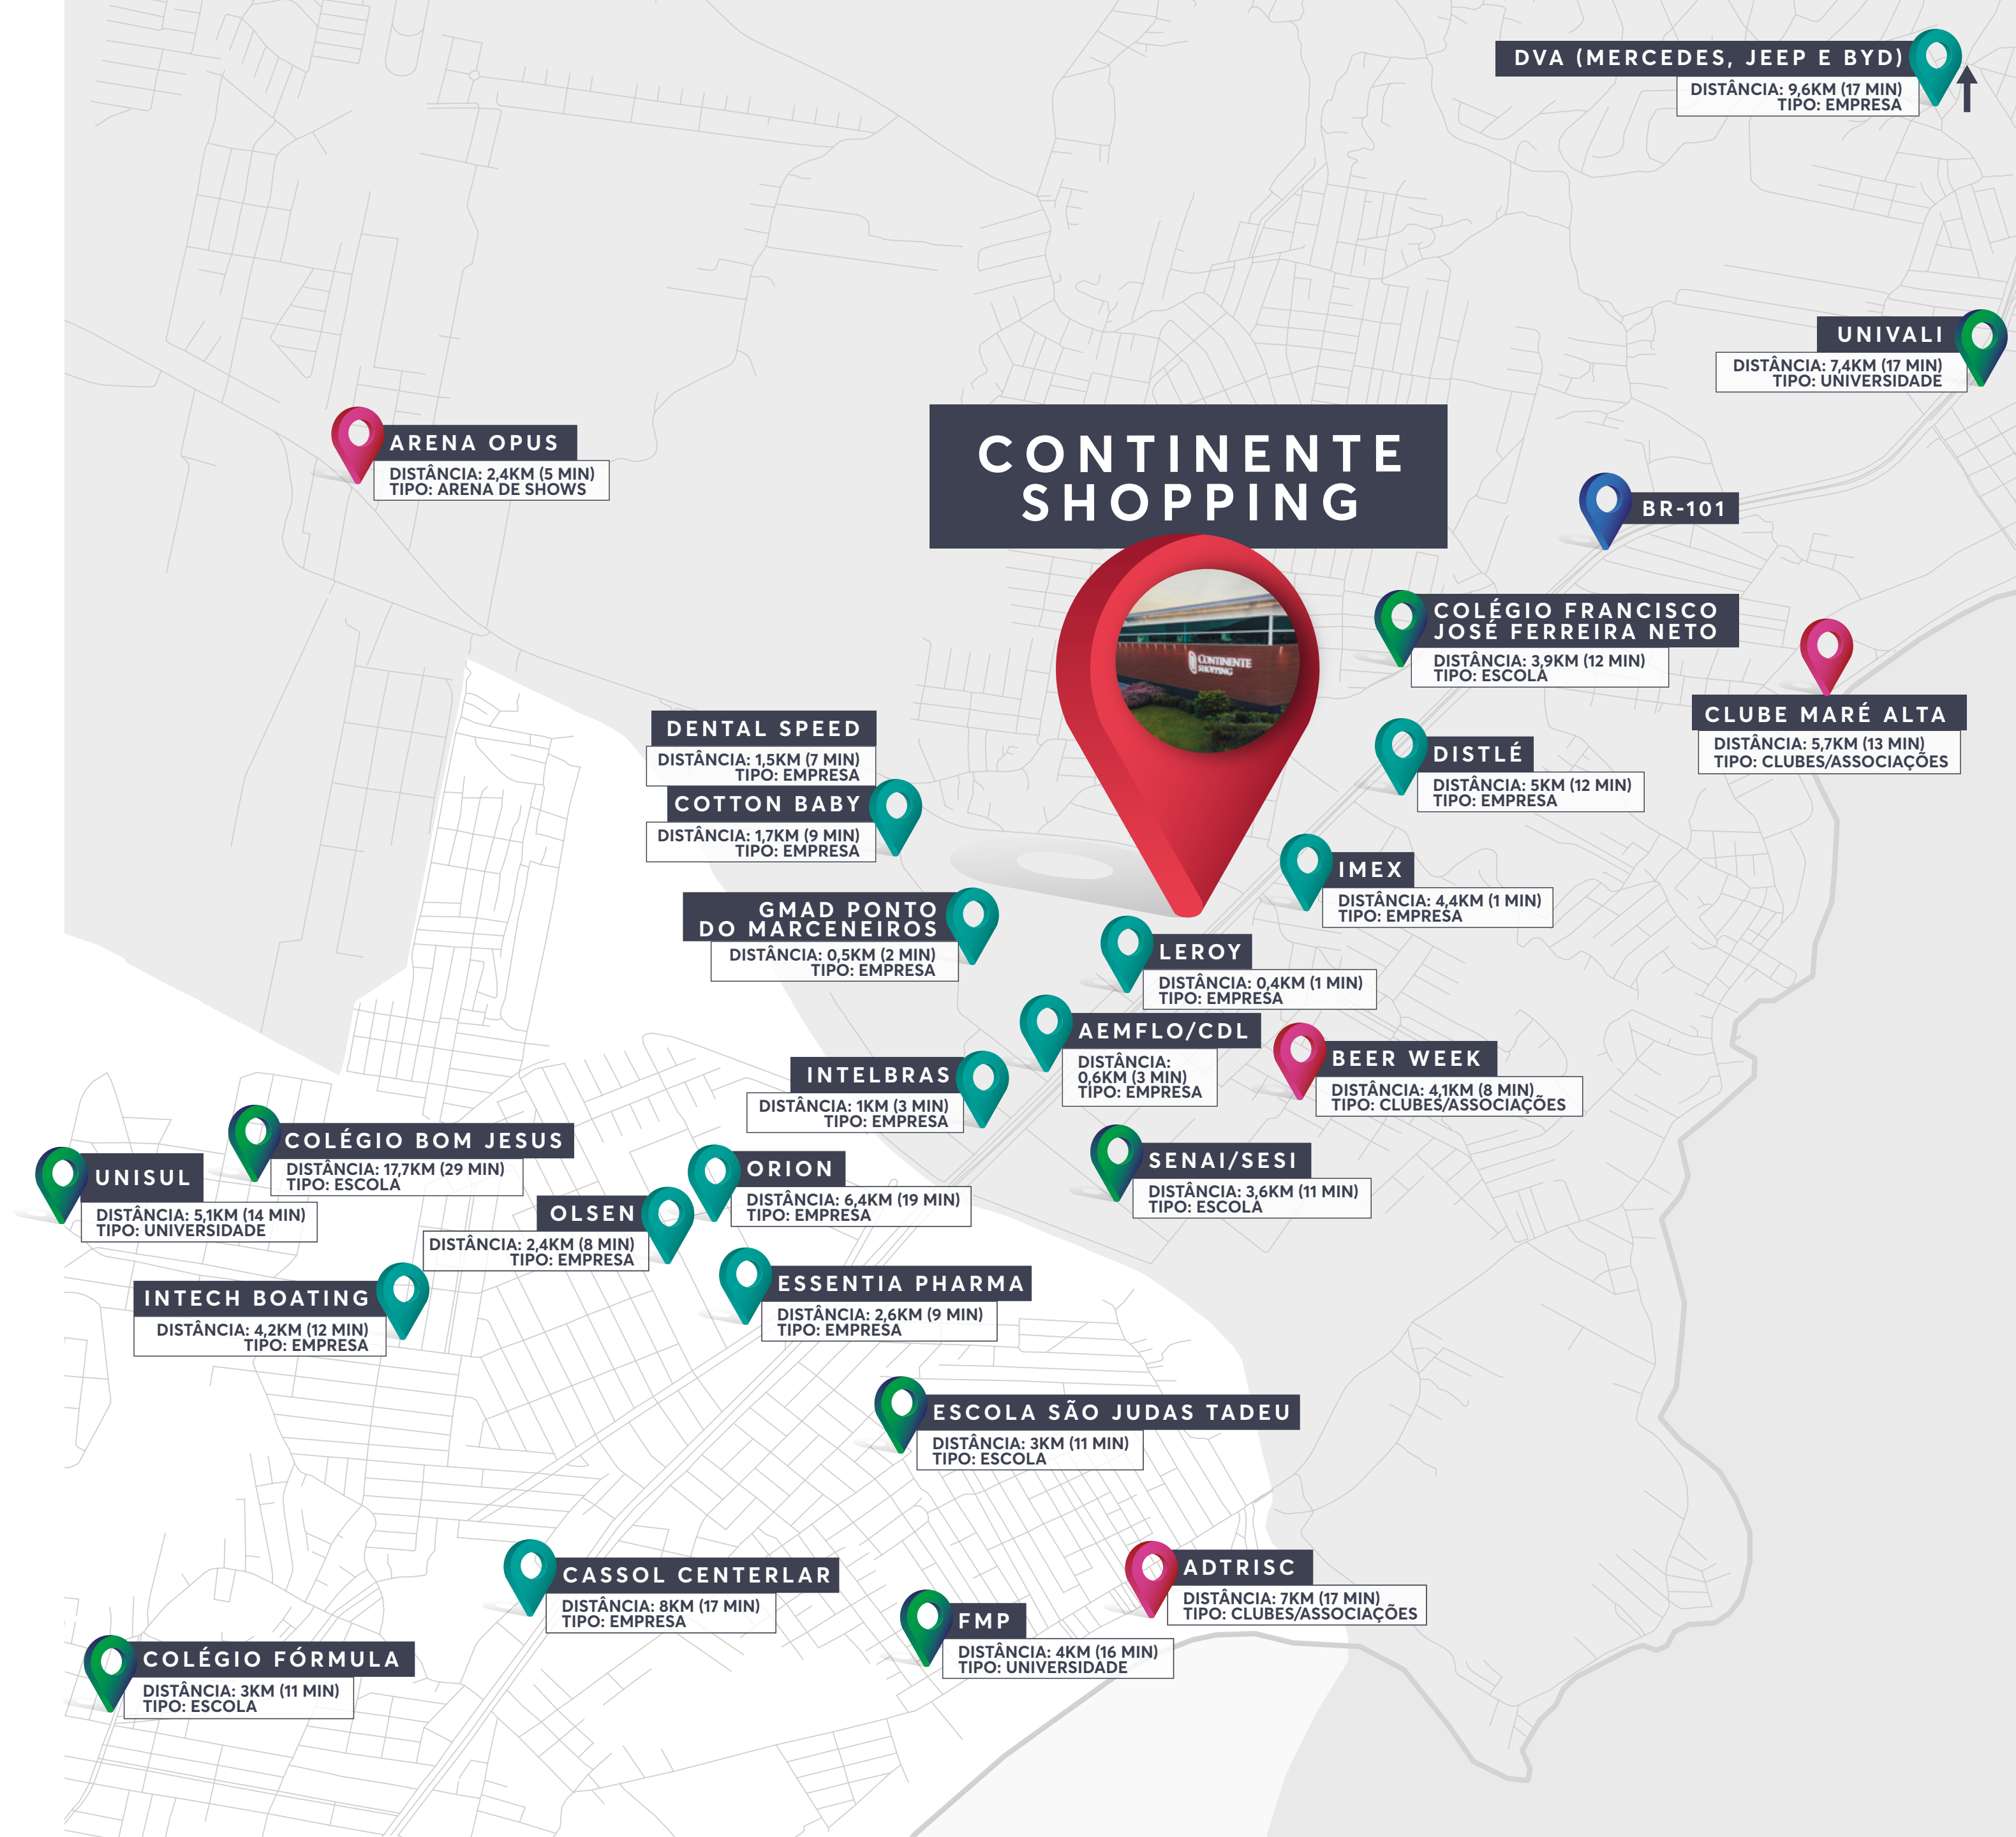 DVA (MERCEDES, JEEP E BYD)
DISTÂNCIA: 9,6KM (17 MIN)
TIPO: EMPRESA
UNIVALI
DISTÂNCIA: 7,4KM (17 MIN)
TIPO: UNIVERSIDADE
ARENA OPUS
DISTÂNCIA: 2,4KM (5 MIN)
TIPO: ARENA DE SHOWS
CONTINENTE
SHOPPING
CONTINENTE
SHOPPING
BR-101
COLÉGIO FRANCISCO
JOSÉ FERREIRA NETO
DISTÂNCIA: 3,9KM (12 MIN)
TIPO: ESCOLA
CLUBE MARÉ ALTA
DISTÂNCIA: 5,7KM (13 MIN)
TIPO: CLUBES/ASSOCIAÇÕES
DENTAL SPEED
DISTÂNCIA: 1,5KM (7 MIN)
TIPO: EMPRESA
COTTON BABY
DISTÂNCIA: 1,7KM (9 MIN)
TIPO: EMPRESA
DISTLÉ
DISTÂNCIA: 5KM (12 MIN)
TIPO: EMPRESA
IMEX
DISTÂNCIA: 4,4KM (1 MIN)
TIPO: EMPRESA
GMAD PONTO
DO MARCENEIROS
DISTÂNCIA: 0,5KM (2 MIN)
TIPO: EMPRESA
LEROY
DISTÂNCIA: 0,4KM (1 MIN)
TIPO: EMPRESA
AEMFLO/CDL
DISTÂNCIA:
0,6KM (3 MIN)
TIPO: EMPRESA
BEER WEEK
DISTÂNCIA: 4,1KM (8 MIN)
TIPO: CLUBES/ASSOCIAÇÕES
INTELBRAS
DISTÂNCIA: 1KM (3 MIN)
TIPO: EMPRESA
COLÉGIO BOM JESUS
DISTÂNCIA: 17,7KM (29 MIN)
TIPO: ESCOLA
UNISUL
DISTÂNCIA: 5,1KM (14 MIN)
TIPO: UNIVERSIDADE
ORION
DISTÂNCIA: 6,4KM (19 MIN)
TIPO: EMPRESA
SENAI/SESI
DISTÂNCIA: 3,6KM (11 MIN)
TIPO: ESCOLA
OLSEN
DISTÂNCIA: 2,4KM (8 MIN)
TIPO: EMPRESA
INTECH BOATING
DISTÂNCIA: 4,2KM (12 MIN)
TIPO: EMPRESA
ESSENTIA PHARMA
DISTÂNCIA: 2,6KM (9 MIN)
TIPO: EMPRESA
ESCOLA SÃO JUDAS TADEU
DISTÂNCIA: 3KM (11 MIN)
TIPO: ESCOLA
CASSOL CENTERLAR
DISTÂNCIA: 8KM (17 MIN)
TIPO: EMPRESA
ADTRISC
DISTÂNCIA: 7KM (17 MIN)
TIPO: CLUBES/ASSOCIAÇÕES
FMP
DISTÂNCIA: 4KM (16 MIN)
TIPO: UNIVERSIDADE
COLÉGIO FÓRMULA
DISTÂNCIA: 3KM (11 MIN)
TIPO: ESCOLA